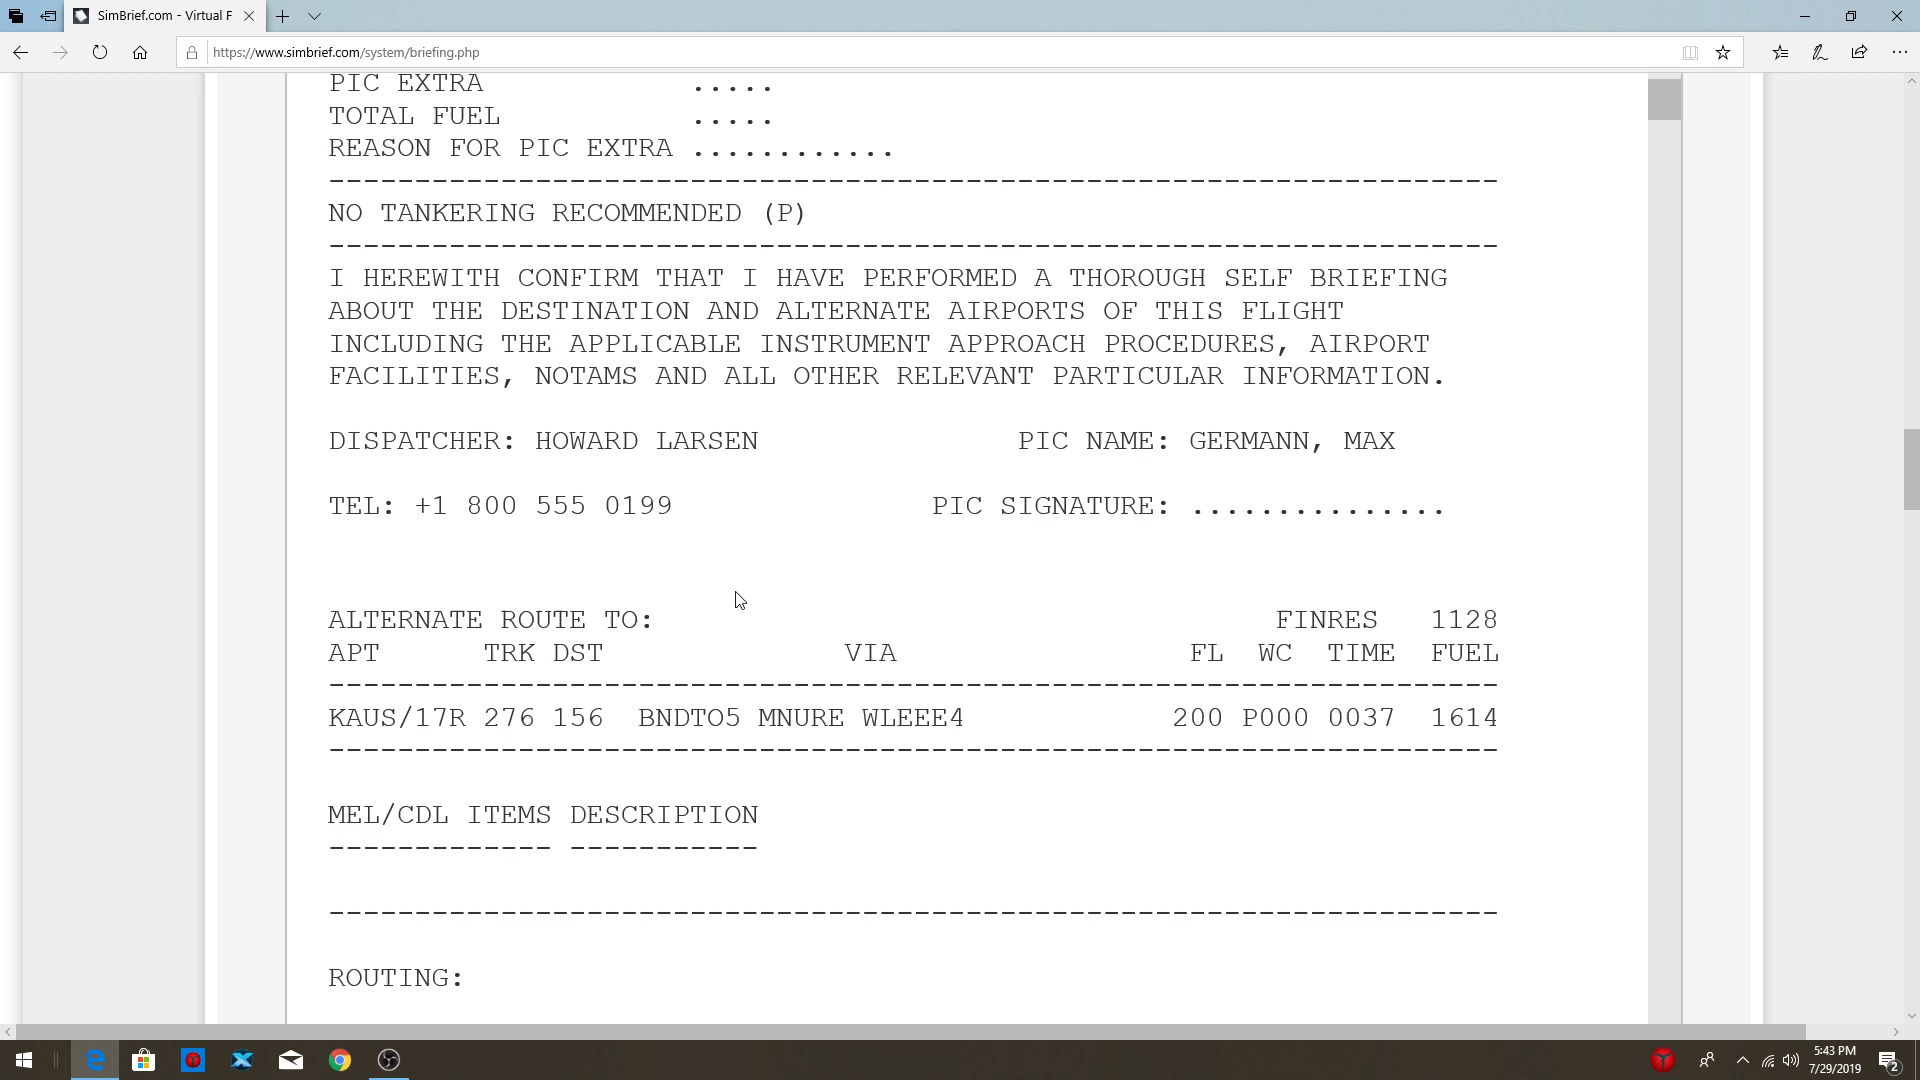 SimBrief.com - Virtual F
https://www.simbrief.com/system/briefing.php
PIC EXTRA .....
TOTAL FUEL .....
REASON FOR PIC EXTRA ............
--------------------------------------------------------------------
NO TANKERING RECOMMENDED (P)
--------------------------------------------------------------------
I HEREWITH CONFIRM THAT I HAVE PERFORMED A THOROUGH SELF BRIEFING
ABOUT THE DESTINATION AND ALTERNATE AIRPORTS OF THIS FLIGHT
INCLUDING THE APPLICABLE INSTRUMENT APPROACH PROCEDURES, AIRPORT
FACILITIES, NOTAMS AND ALL OTHER RELEVANT PARTICULAR INFORMATION.
DISPATCHER: HOWARD LARSEN PIC NAME: GERMANN, MAX
TEL: +1 800 555 0199 PIC SIGNATURE: ...............
ALTERNATE ROUTE TO: FINRES 1128
APT TRK DST VIA FL WC TIME FUEL
--------------------------------------------------------------------
KAUS/17R 276 156 BNDTO5 MNURE WLEEE4 200 P000 0037 1614
--------------------------------------------------------------------
MEL/CDL ITEMS DESCRIPTION
------------- -----------
--------------------------------------------------------------------
ROUTING:
5:43 PM
7/29/2019
2